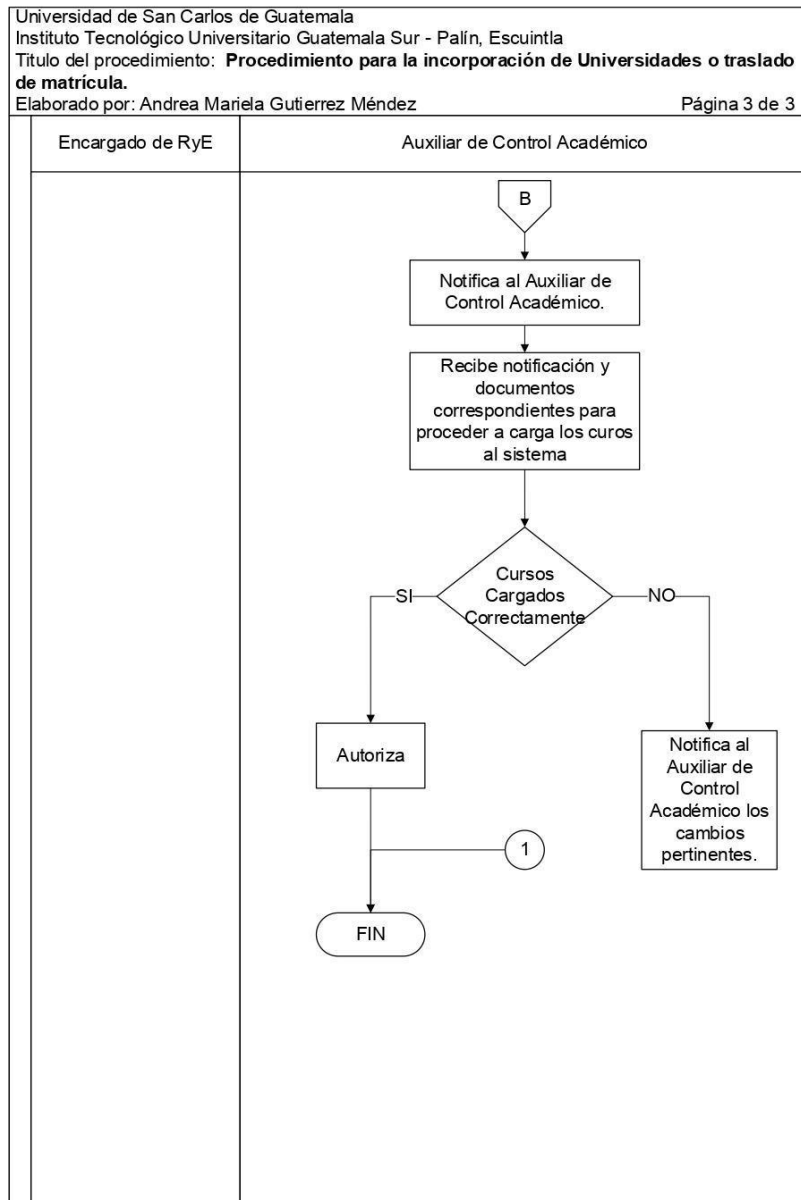 Universidad de San Carlos de Guatemala
Instituto Tecnológico Universitario Guatemala Sur - Palín, Escuintla
Titulo del procedimiento: Procedimiento para la incorporación de Universidades o traslado
de matrícula.
Elaborado por: Andrea Mariela Gutierrez Méndez Página 3 de 3
Encargado de RyE
Auxiliar de Control Académico
B
Notifica al Auxiliar de
Control Académico.
Recibe notificación y
documentos
correspondientes para
proceder a carga los curos
al sistema
Cursos
Cargados
Correctamente
SI
NO
Autoriza
Notifica al
Auxiliar de
Control
Académico los
cambios
pertinentes.
1
FIN